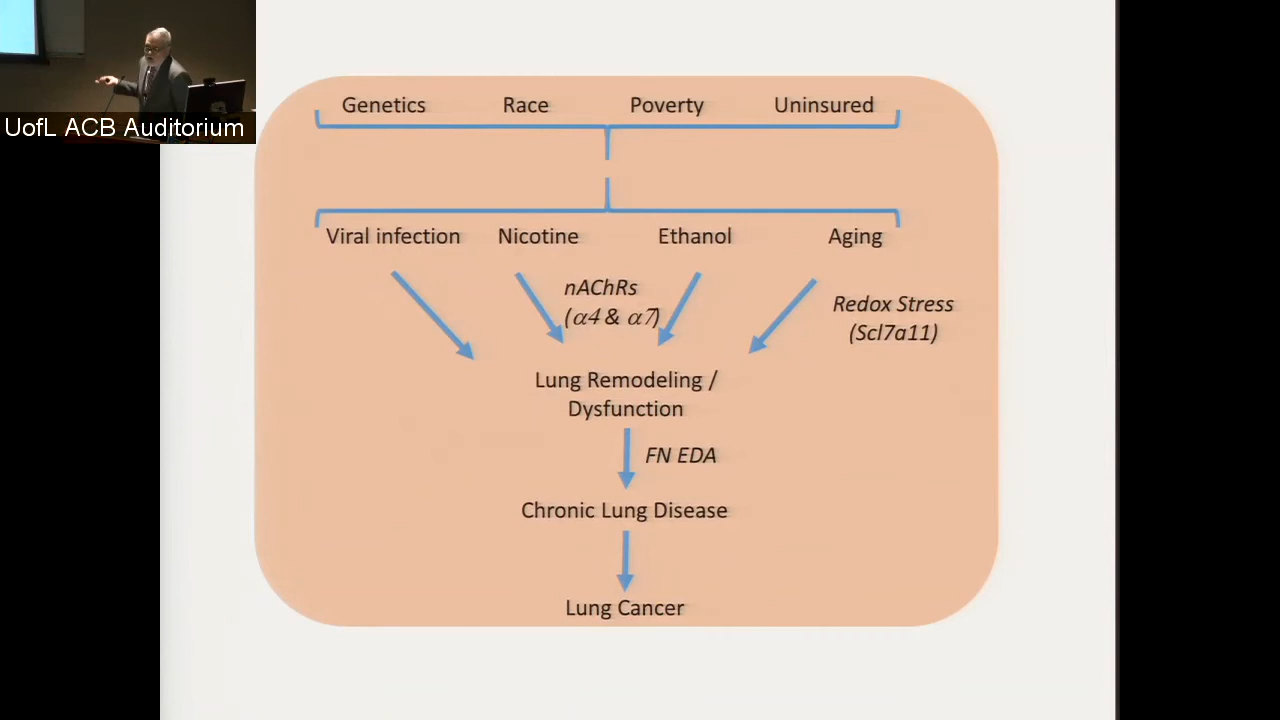 UofL ACB Auditorium
Genetics Race Poverty Uninsured
Viral infection Nicotine Ethanol Aging
nAChRs
(α4 & α7)
Redox Stress
(Scl7a11)
Lung Remodeling /
Dysfunction
FN EDA
Chronic Lung Disease
Lung Cancer